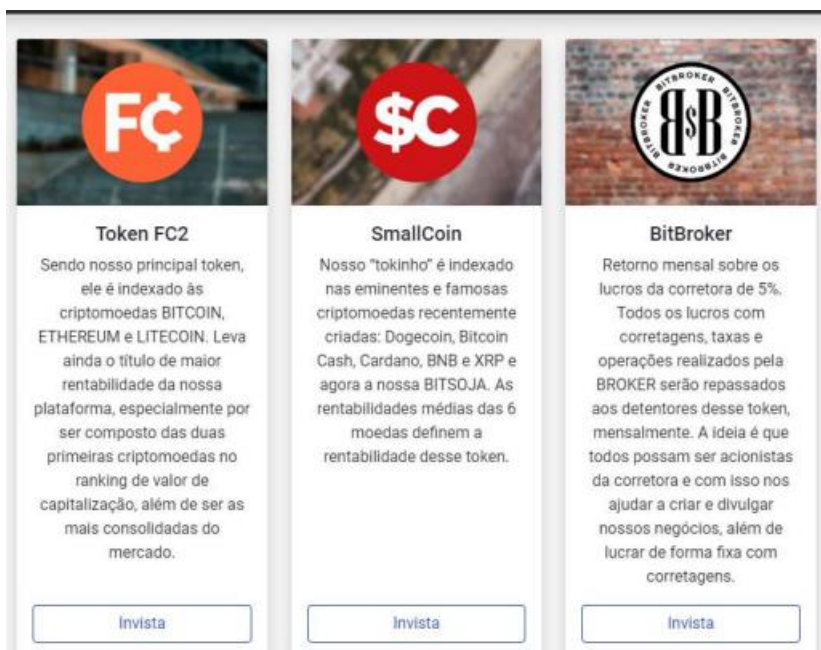 FC
$C
BITBROKER BITBROKER BITBROKER BITBROKER
B$B
Token FC2
Sendo nosso principal token,
ele é indexado às
criptomoedas BITCOIN,
ETHEREUM e LITECOIN. Leva
ainda o título de maior
rentabilidade da nossa
plataforma, especialmente por
ser composto das duas
primeiras criptomoedas no
ranking de valor de
capitalização, além de ser as
mais consolidadas do
mercado.
Invista
SmallCoin
Nosso "tokinho" é indexado
nas eminentes e famosas
criptomoedas recentemente
criadas: Dogecoin, Bitcoin
Cash, Cardano, BNB e XRP e
agora a nossa BITSOJA. As
rentabilidades médias das 6
moedas definem a
rentabilidade desse token.
Invista
BitBroker
Retorno mensal sobre os
lucros da corretora de 5%.
Todos os lucros com
corretagens, taxas e
operações realizados pela
BROKER serão repassados
aos detentores desse token,
mensalmente. A ideia é que
todos possam ser acionistas
da corretora e com isso nos
ajudar a criar e divulgar
nossos negócios, além de
lucrar de forma fixa com
corretagens.
Invista